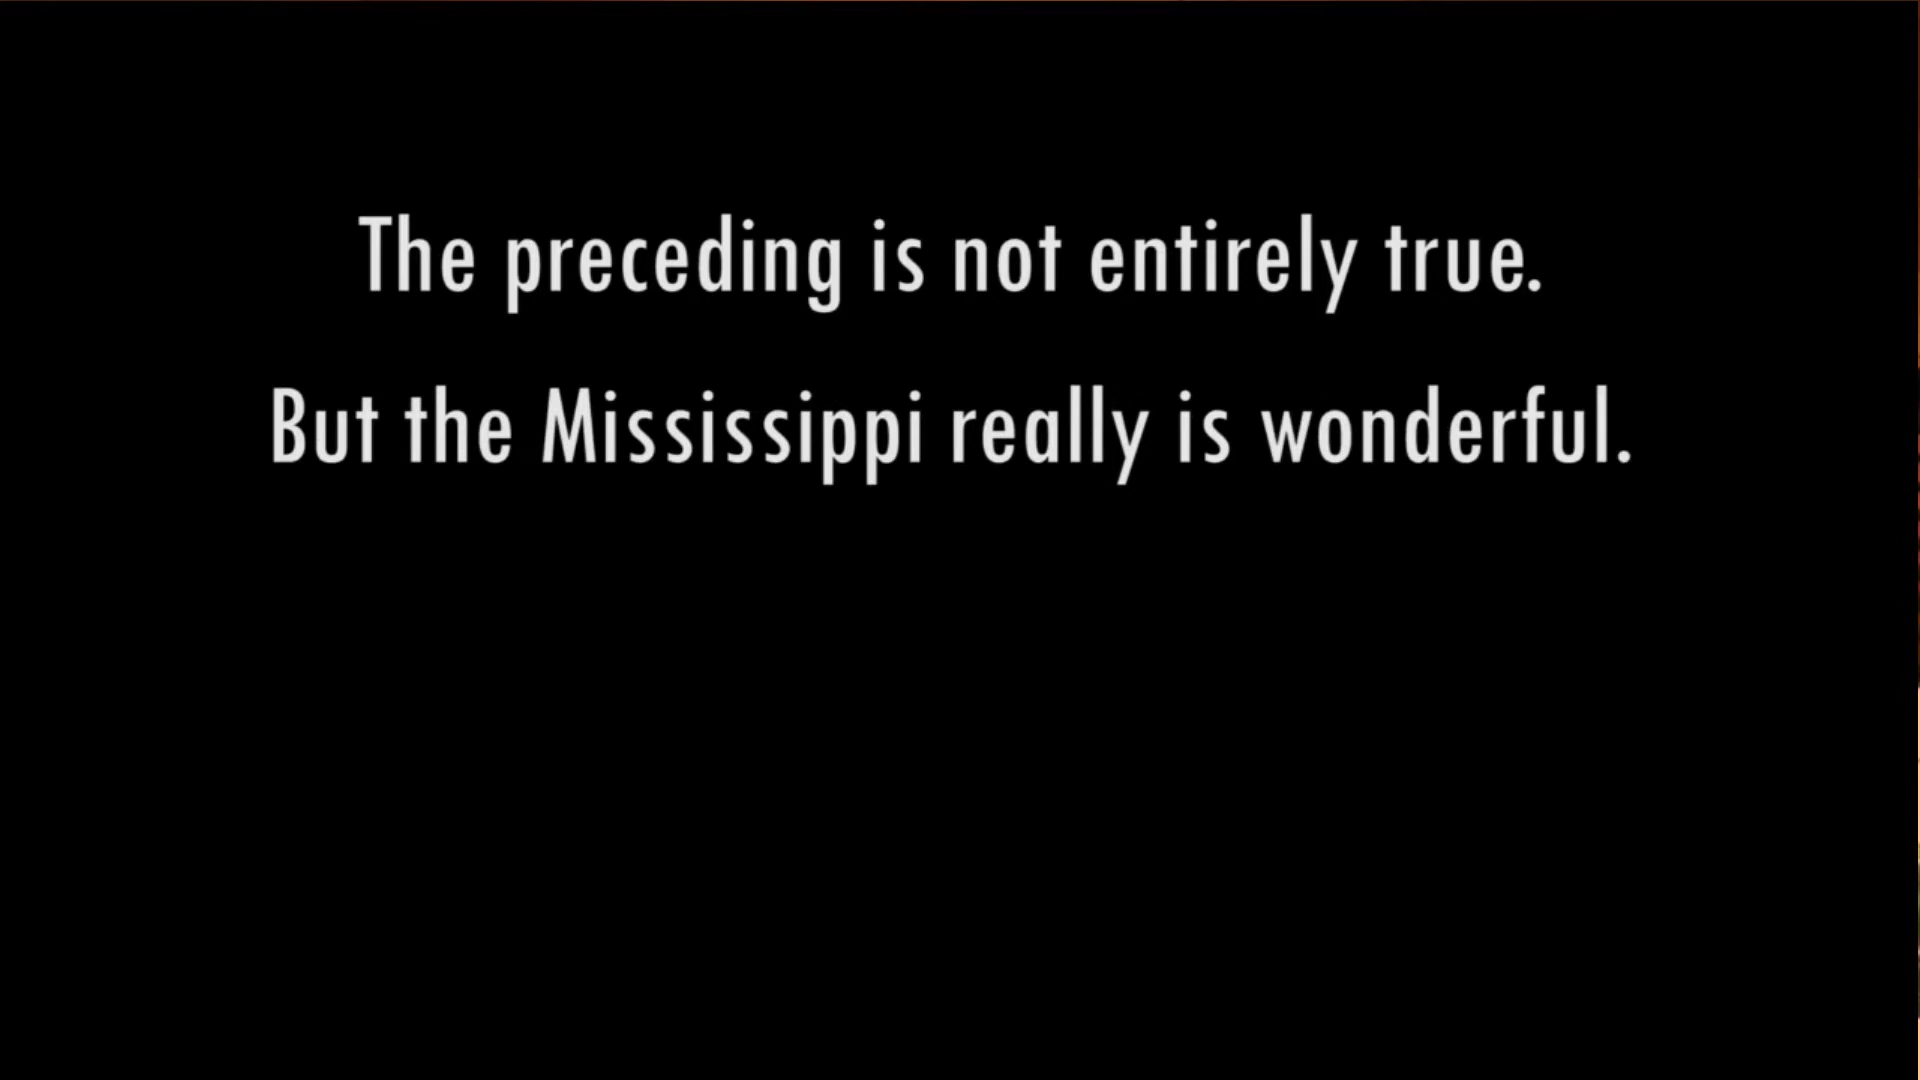 The preceding is not entirely true.
But the Mississippi really is wonderful.